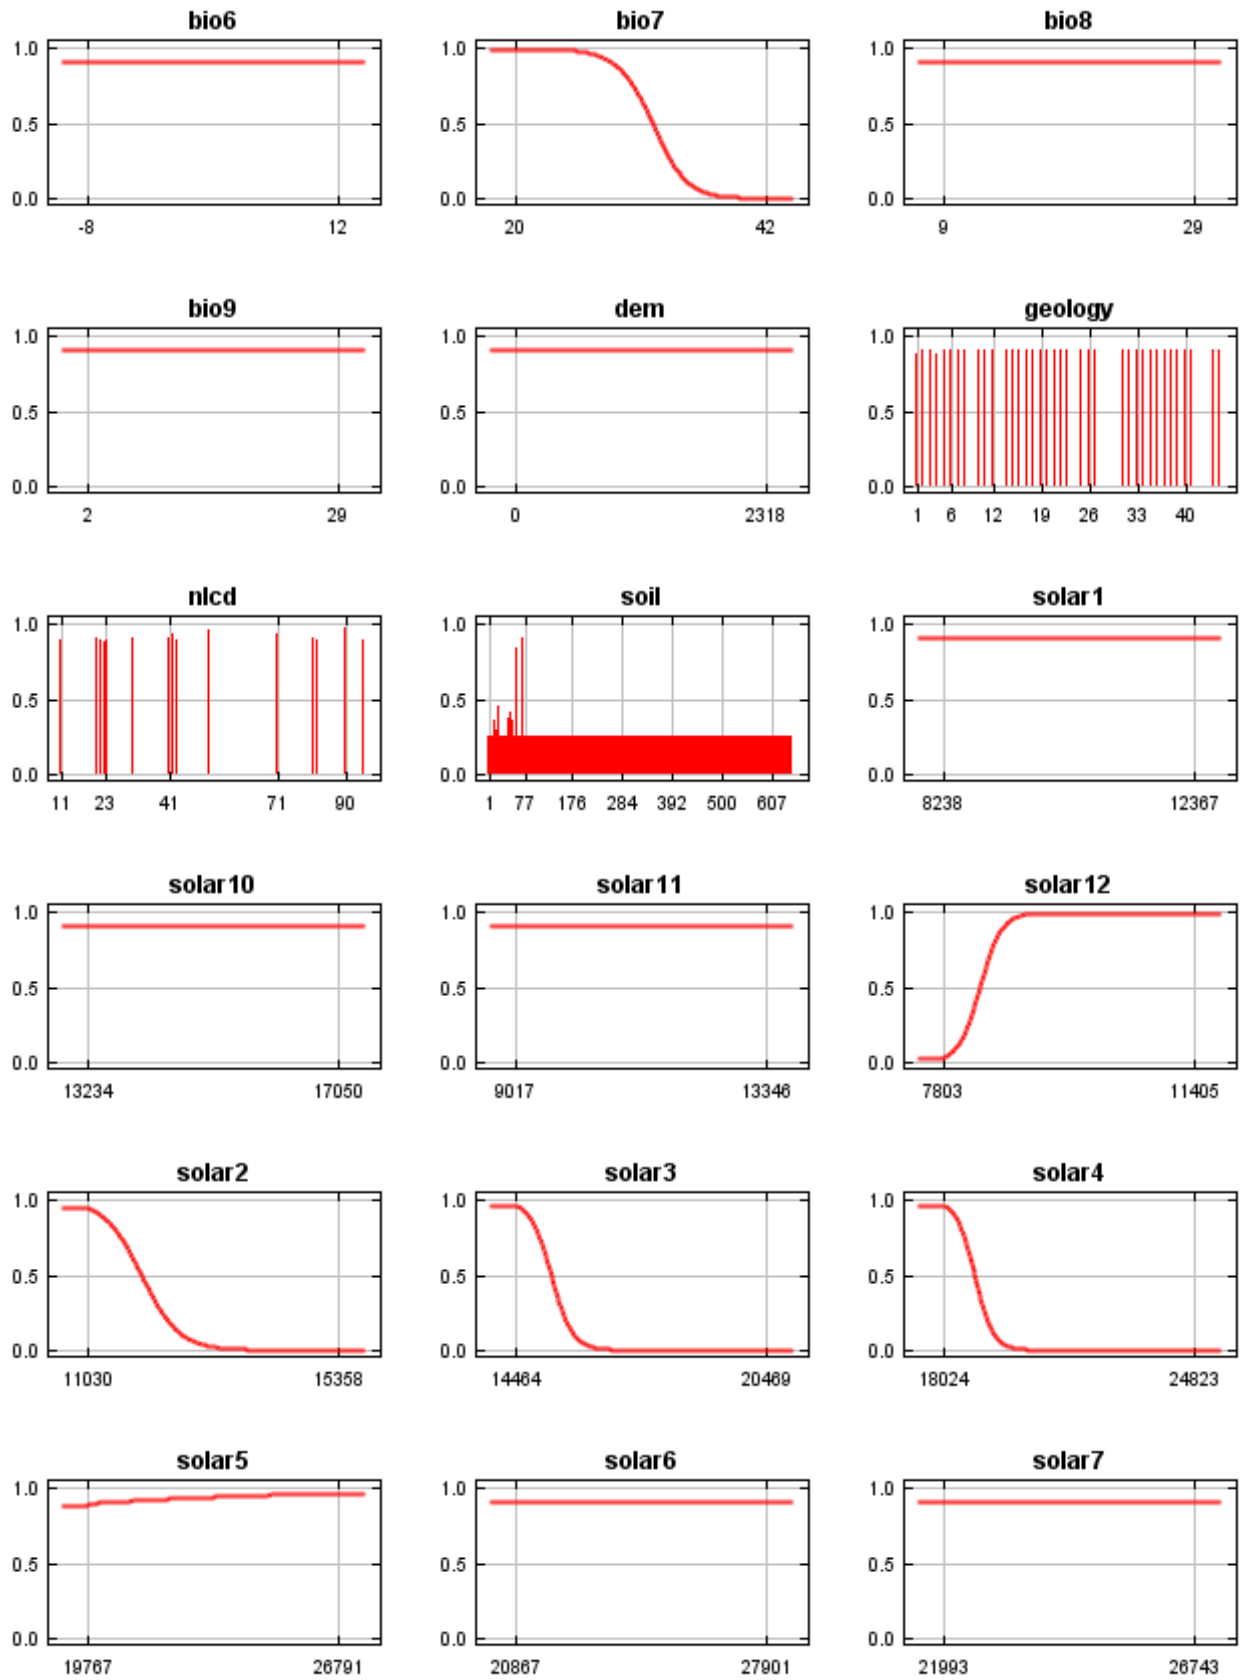 bio6 bio7 bio8
1.0 1.0 1.0
0.5 0.5 0.5
0.0 0.0 0.0
-8 12 20 42 9 29
bio9 dem geology
1.0 1.0 1.0
0.5 0.5 0.5
0.0 0.0 0.0
2 29 0 2318 1 6 12 19 26 33 40
nlcd soil solar1
1.0 1.0 1.0
0.5 0.5 0.5
0.0 0.0 0.0
11 23 41 71 90 1 77 176 284 392 500 607 8238 12367
solar10 solar11 solar12
1.0 1.0 1.0
0.5 0.5 0.5
0.0 0.0 0.0
13234 17050 9017 13346 7803 11405
solar2 solar3 solar4
1.0 1.0 1.0
0.5 0.5 0.5
0.0 0.0 0.0
11030 15358 14464 20469 18024 24823
solar5 solar6 solar7
1.0 1.0 1.0
0.5 0.5 0.5
0.0 0.0 0.0
19767 26791 20867 27901 21993 26743